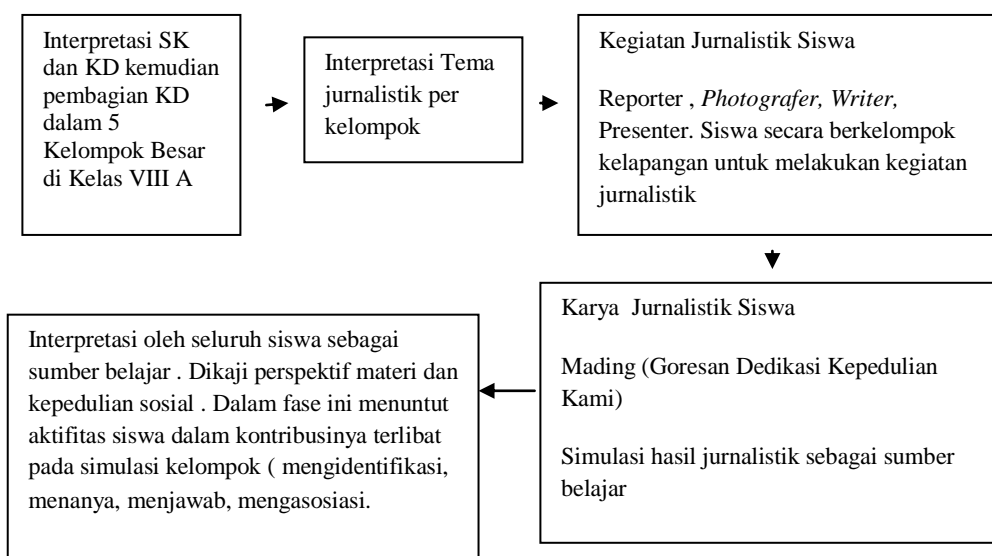 Interpretasi SK
dan KD kemudian
pembagian KD
dalam 5
Kelompok Besar
di Kelas VIII A
Interpretasi Tema
jurnalistik per
kelompok
Kegiatan Jurnalistik Siswa
Reporter , Photografer, Writer,
Presenter. Siswa secara berkelompok
kelapangan untuk melakukan kegiatan
jurnalistik
Karya Jurnalistik Siswa
Mading (Goresan Dedikasi Kepedulian
Kami)
Simulasi hasil jurnalistik sebagai sumber
belajar
Interpretasi oleh seluruh siswa sebagai
sumber belajar . Dikaji perspektif materi dan
kepedulian sosial . Dalam fase ini menuntut
aktifitas siswa dalam kontribusinya terlibat
pada simulasi kelompok ( mengidentifikasi,
menanya, menjawab, mengasosiasi.